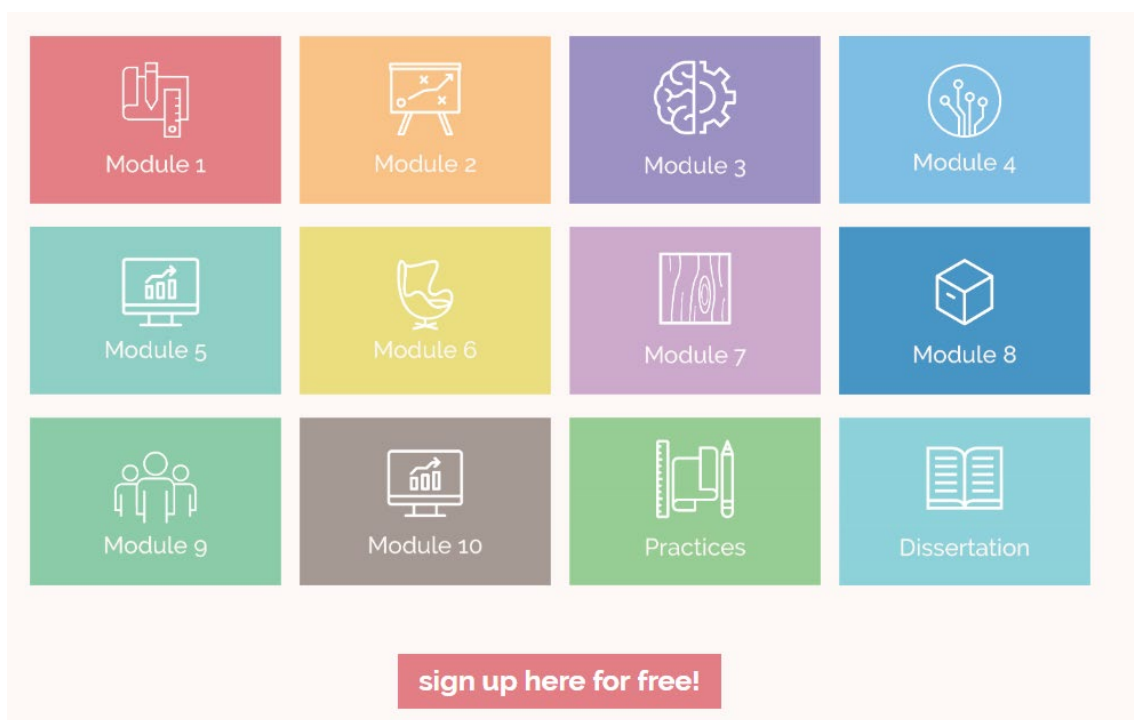 Module 1
Module 2
Module 3
Module 4
Module 5
Module 6
Module 7
Module 8
Module 9
Module 10
Practices
Dissertation
sign up here for free!